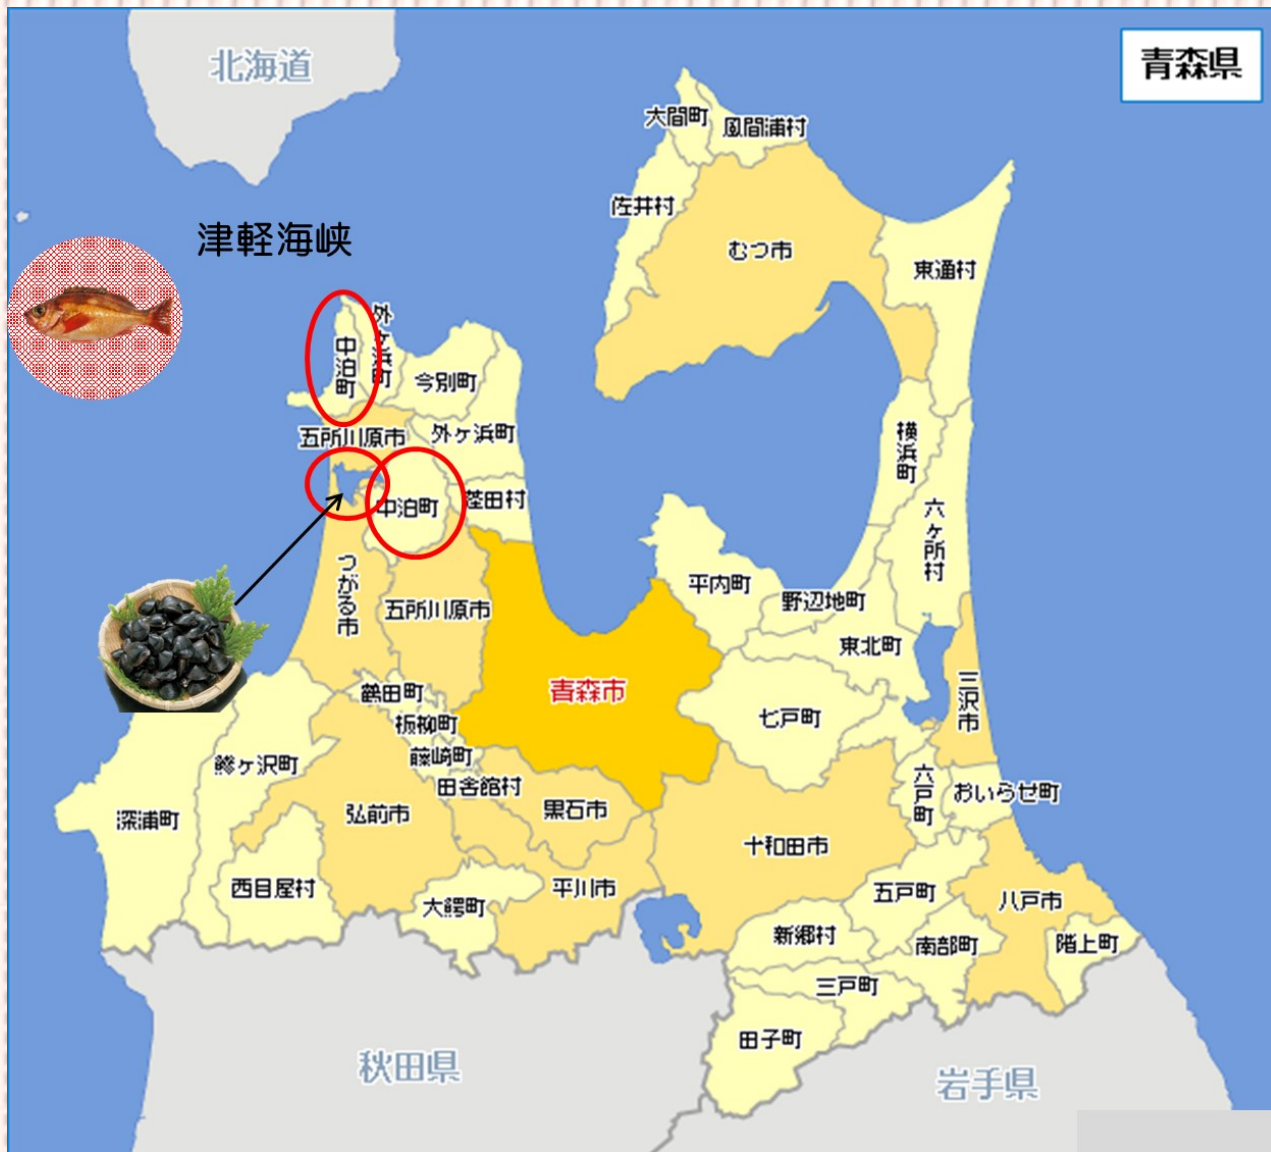 北海道
青森県
大間町
風間浦村
佐井村
津軽海峡
むつ市
東通村
外ヶ浜町
中泊町
今別町
五所川原市
外ヶ浜町
横浜町
中泊町
蓬田村
六ヶ所村
つがる市
五所川原市
平内町
野辺地町
東北町
鶴田町
青森市
三沢市
板柳町
七戸町
藤崎町
鰺ヶ沢町
田舎館村
六戸町
おいらせ町
深浦町
弘前市
黒石市
十和田市
西目屋村
大鰐町
平川市
五戸町
八戸市
新郷村
南部町
階上町
三戸町
田子町
秋田県
岩手県